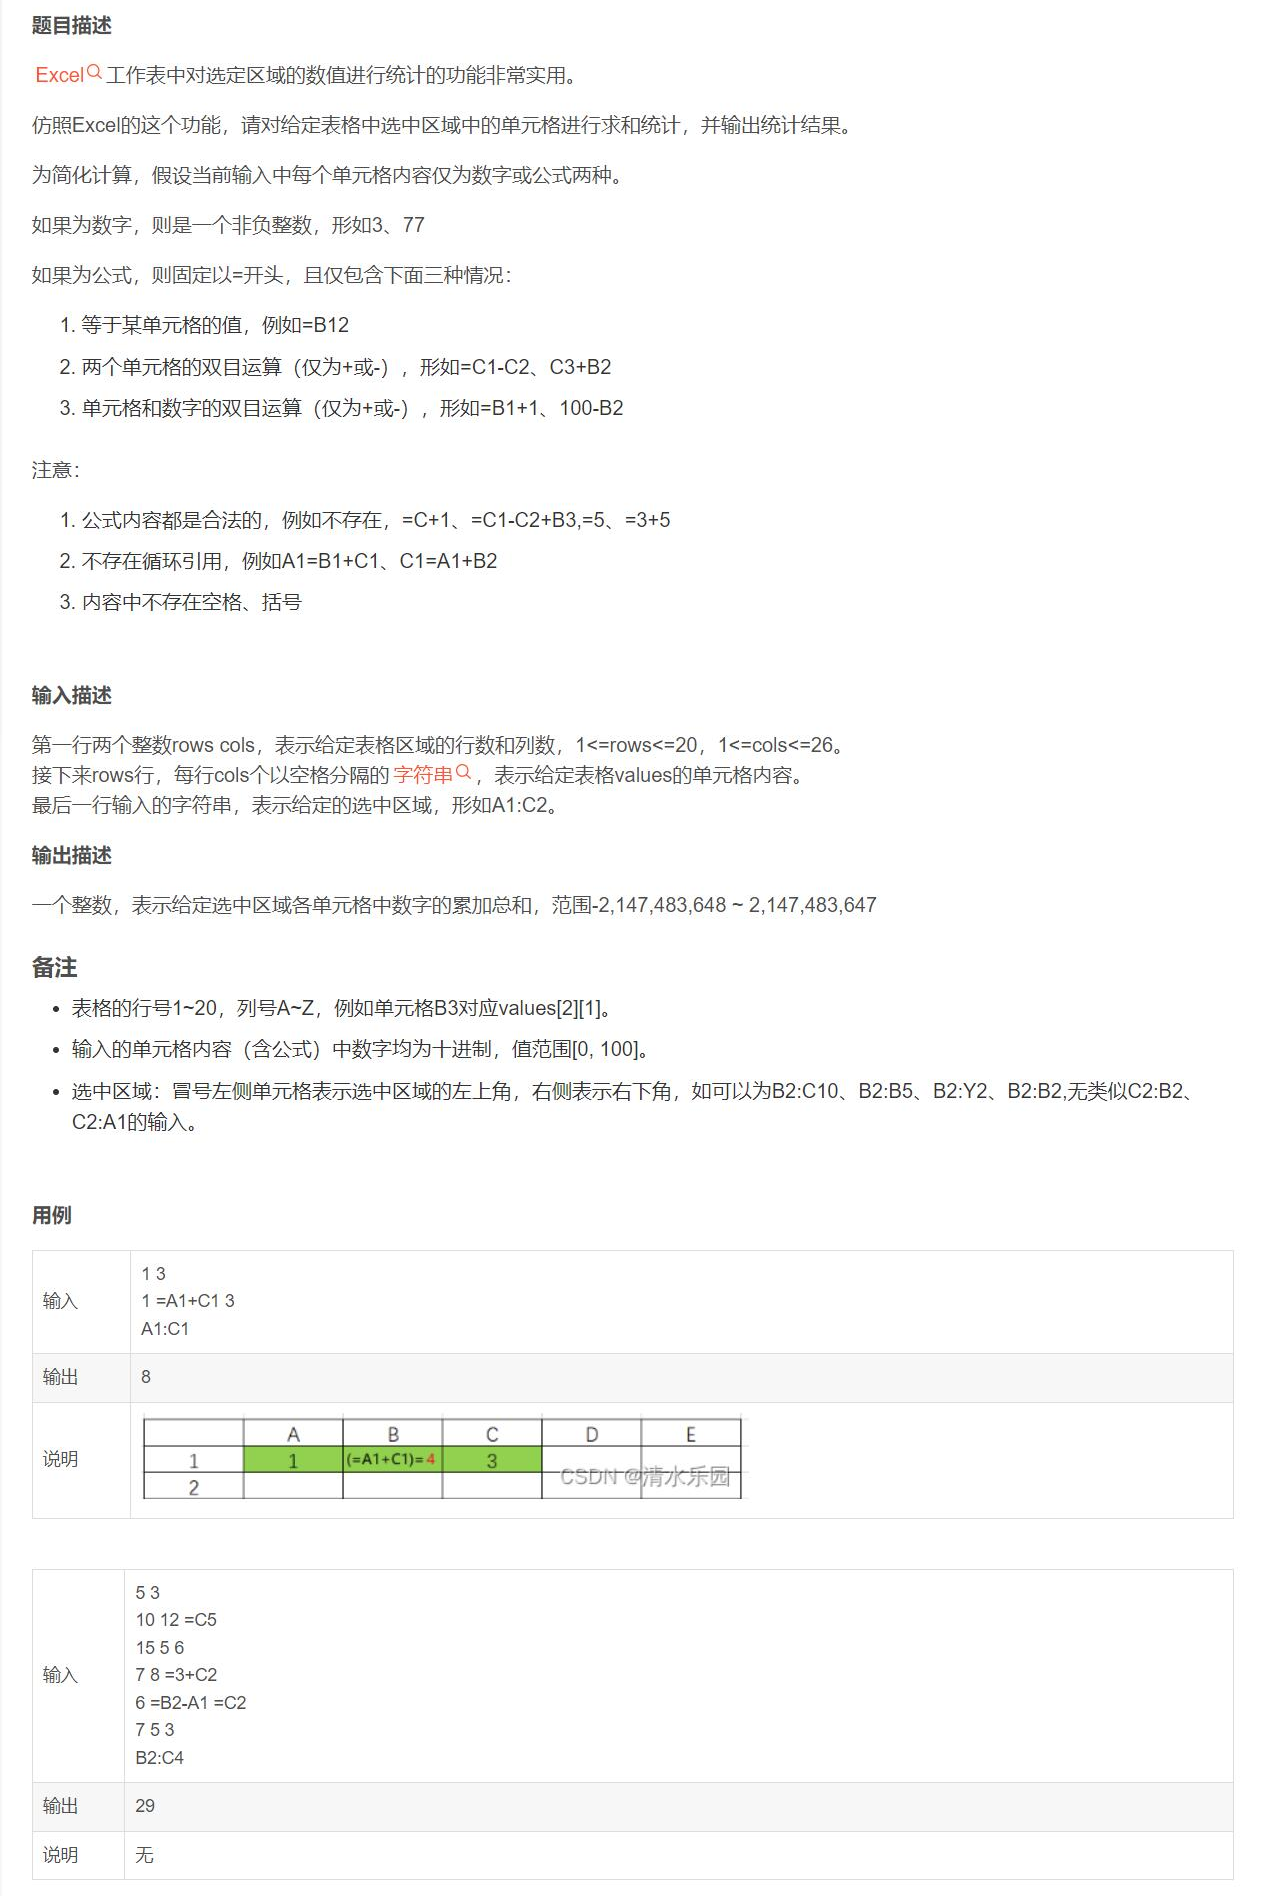 题目描述
Excel 工作表中对选定区域的数值进行统计的功能非常实用。
仿照Excel的这个功能，请对给定表格中选中区域中的单元格进行求和统计，并输出统计结果。
为简化计算，假设当前输入中每个单元格内容仅为数字或公式两种。
如果为数字，则是一个非负整数，形如3、77
如果为公式，则固定以=开头，且仅包含下面三种情况：
1. 等于某单元格的值，例如=B12
2. 两个单元格的双目运算（仅为+或-），形如=C1-C2、C3+B2
3. 单元格和数字的双目运算（仅为+或-），形如=B1+1、100-B2
注意：
1. 公式内容都是合法的，例如不存在，=C+1、=C1-C2+B3,=5、=3+5
2. 不存在循环引用，例如A1=B1+C1、C1=A1+B2
3. 内容中不存在空格、括号
输入描述
第一行两个整数rows cols，表示给定表格区域的行数和列数，1<=rows<=20，1<=cols<=26。
接下来rows行，每行cols个以空格分隔的 字符串 ，表示给定表格values的单元格内容。
最后一行输入的字符串，表示给定的选中区域，形如A1:C2。
输出描述
一个整数，表示给定选中区域各单元格中数字的累加总和，范围-2,147,483,648 ~ 2,147,483,647
备注
• 表格的行号1~20，列号A~Z，例如单元格B3对应values[2][1]。
• 输入的单元格内容（含公式）中数字均为十进制，值范围[0, 100]。
• 选中区域：冒号左侧单元格表示选中区域的左上角，右侧表示右下角，如可以为B2:C10、B2:B5、B2:Y2、B2:B2,无类似C2:B2、
C2:A1的输入。
用例
输入
1 3
1 =A1+C1 3
A1:C1
输出 8
说明
A B C D E
1 1 (=A1+C1)=4 3
2
CSDN @清水乐园
输入
5 3
10 12 =C5
15 5 6
7 8 =3+C2
6 =B2-A1 =C2
7 5 3
B2:C4
输出 29
说明 无